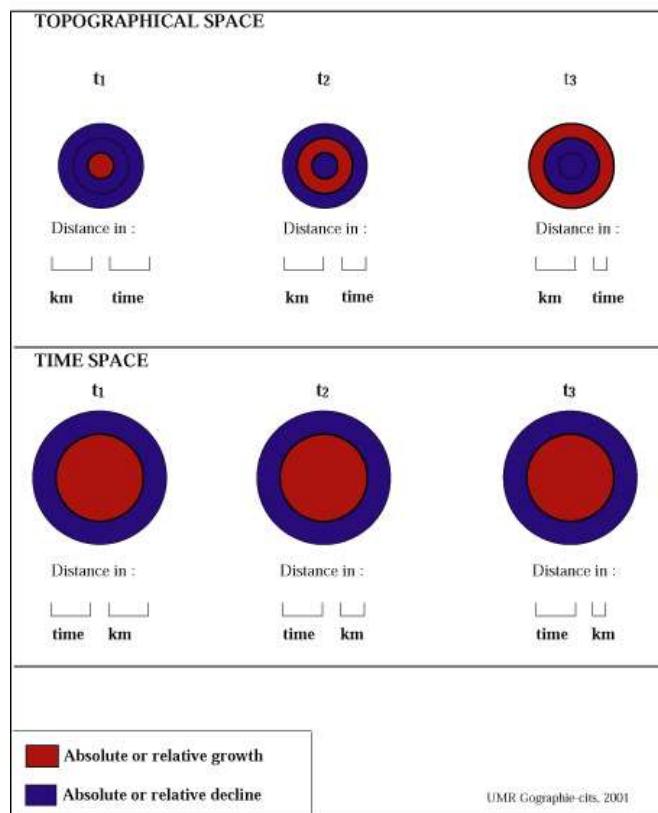 TOPOGRAPHICAL SPACE
t1 t2 t3
Distance in : Distance in : Distance in :
km time km time km time
TIME SPACE
t1 t2 t3
Distance in : Distance in : Distance in :
time km time km time km
Absolute or relative growth
Absolute or relative decline
UMR Gographie-cits, 2001